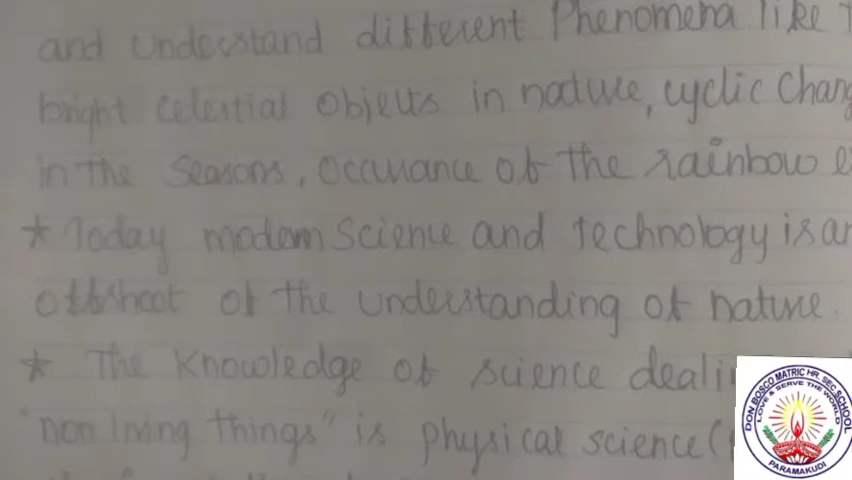 and understand different Phenomena like
bright celestial Objects in nature, cyclic Chang
in the seasons, Occurance of the rainbow
★ Today modern Science and Technology is an
offshoot of the understanding of nature.
★ The Knowledge of science deali
"non living things" is physical science (
DON BOSCO MATRIC HR. SEC SCHOOL
LOVE & SERVE THE WORLD
PARAMAKUDI